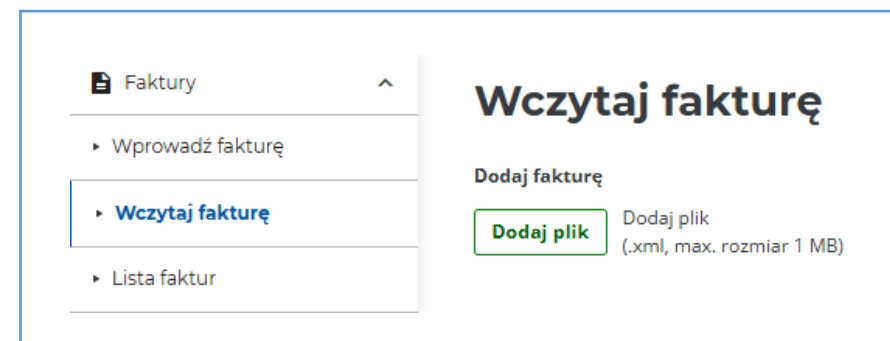 Faktury
Wprowadź fakturę
Wczytaj fakturę
Lista faktur
Wczytaj fakturę
Dodaj fakturę
Dodaj plik
Dodaj plik
(.xml, max. rozmiar 1 MB)